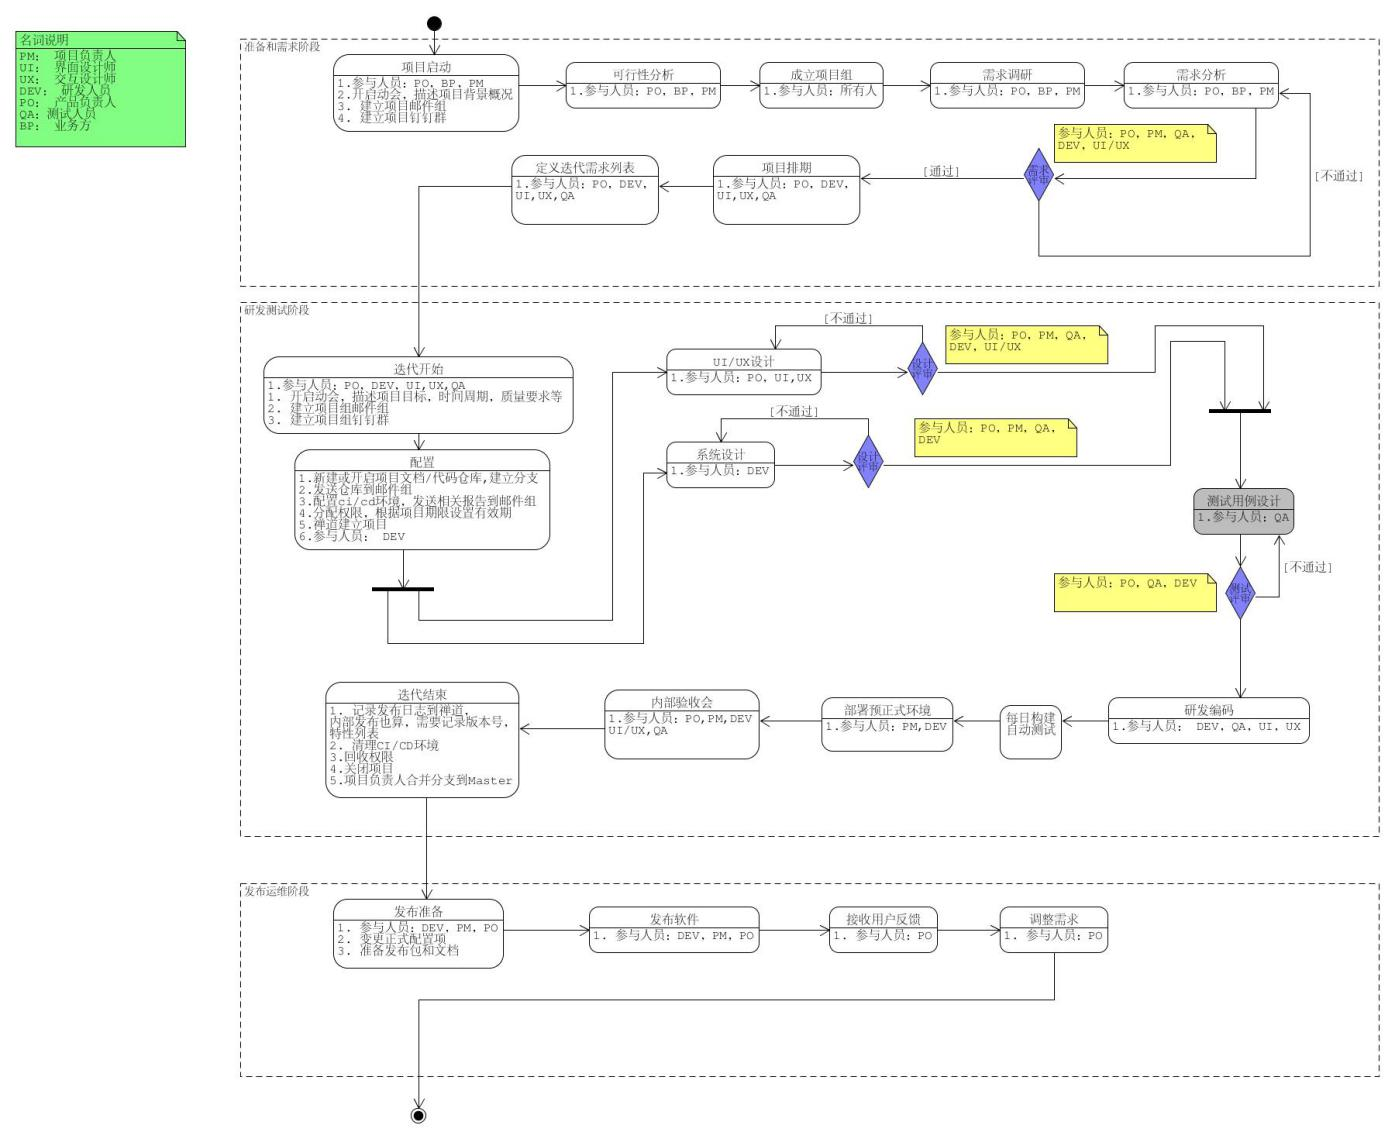 名词说明
PM： 项目负责人
UI： 界面设计师
UX： 交互设计师
DEV： 研发人员
PO： 产品负责人
QA：测试人员
BP： 业务方
准备和需求阶段
项目启动
1.参与人员：PO，BP，PM
2.开启动会，描述项目背景概况
3. 建立项目邮件组
4. 建立项目钉钉群
可行性分析
1.参与人员：PO，BP，PM
成立项目组
1.参与人员：所有人
需求调研
1.参与人员：PO，BP，PM
需求分析
1.参与人员：PO，BP，PM
参与人员：PO，PM，QA，
DEV，UI/UX
需求
评审
[不通过]
[通过]
项目排期
1.参与人员：PO，DEV，
UI,UX,QA
定义迭代需求列表
1.参与人员：PO，DEV，
UI,UX,QA
研发测试阶段
迭代开始
1.参与人员：PO，DEV，UI,UX,QA
1. 开启动会，描述项目目标，时间周期，质量要求等
2. 建立项目组邮件组
3. 建立项目组钉钉群
配置
1.新建或开启项目文档/代码仓库,建立分支
2.发送仓库到邮件组
3.配置ci/cd环境，发送相关报告到邮件组
4.分配权限，根据项目期限设置有效期
5.禅道建立项目
6.参与人员： DEV
[不通过]
UI/UX设计
1.参与人员：PO，UI,UX
设计
评审
参与人员：PO，PM，QA，
DEV，UI/UX
[不通过]
系统设计
1.参与人员：DEV
设计
评审
参与人员：PO，PM，QA，
DEV
测试用例设计
1.参与人员：QA
[不通过]
参与人员：PO，QA，DEV
测试
评审
研发编码
1.参与人员： DEV，QA，UI，UX
每日构建
自动测试
部署预正式环境
1.参与人员：PM,DEV
内部验收会
1.参与人员：PO,PM,DEV
UI/UX,QA
迭代结束
1. 记录发布日志到禅道，
内部发布也算，需要记录版本号，
特性列表
2. 清理CI/CD环境
3.回收权限
4.关闭项目
5.项目负责人合并分支到Master
发布运维阶段
发布准备
1. 参与人员：DEV，PM，PO
2. 变更正式配置项
3. 准备发布包和文档
发布软件
1. 参与人员：DEV，PM，PO
接收用户反馈
1. 参与人员：PO
调整需求
1. 参与人员：PO